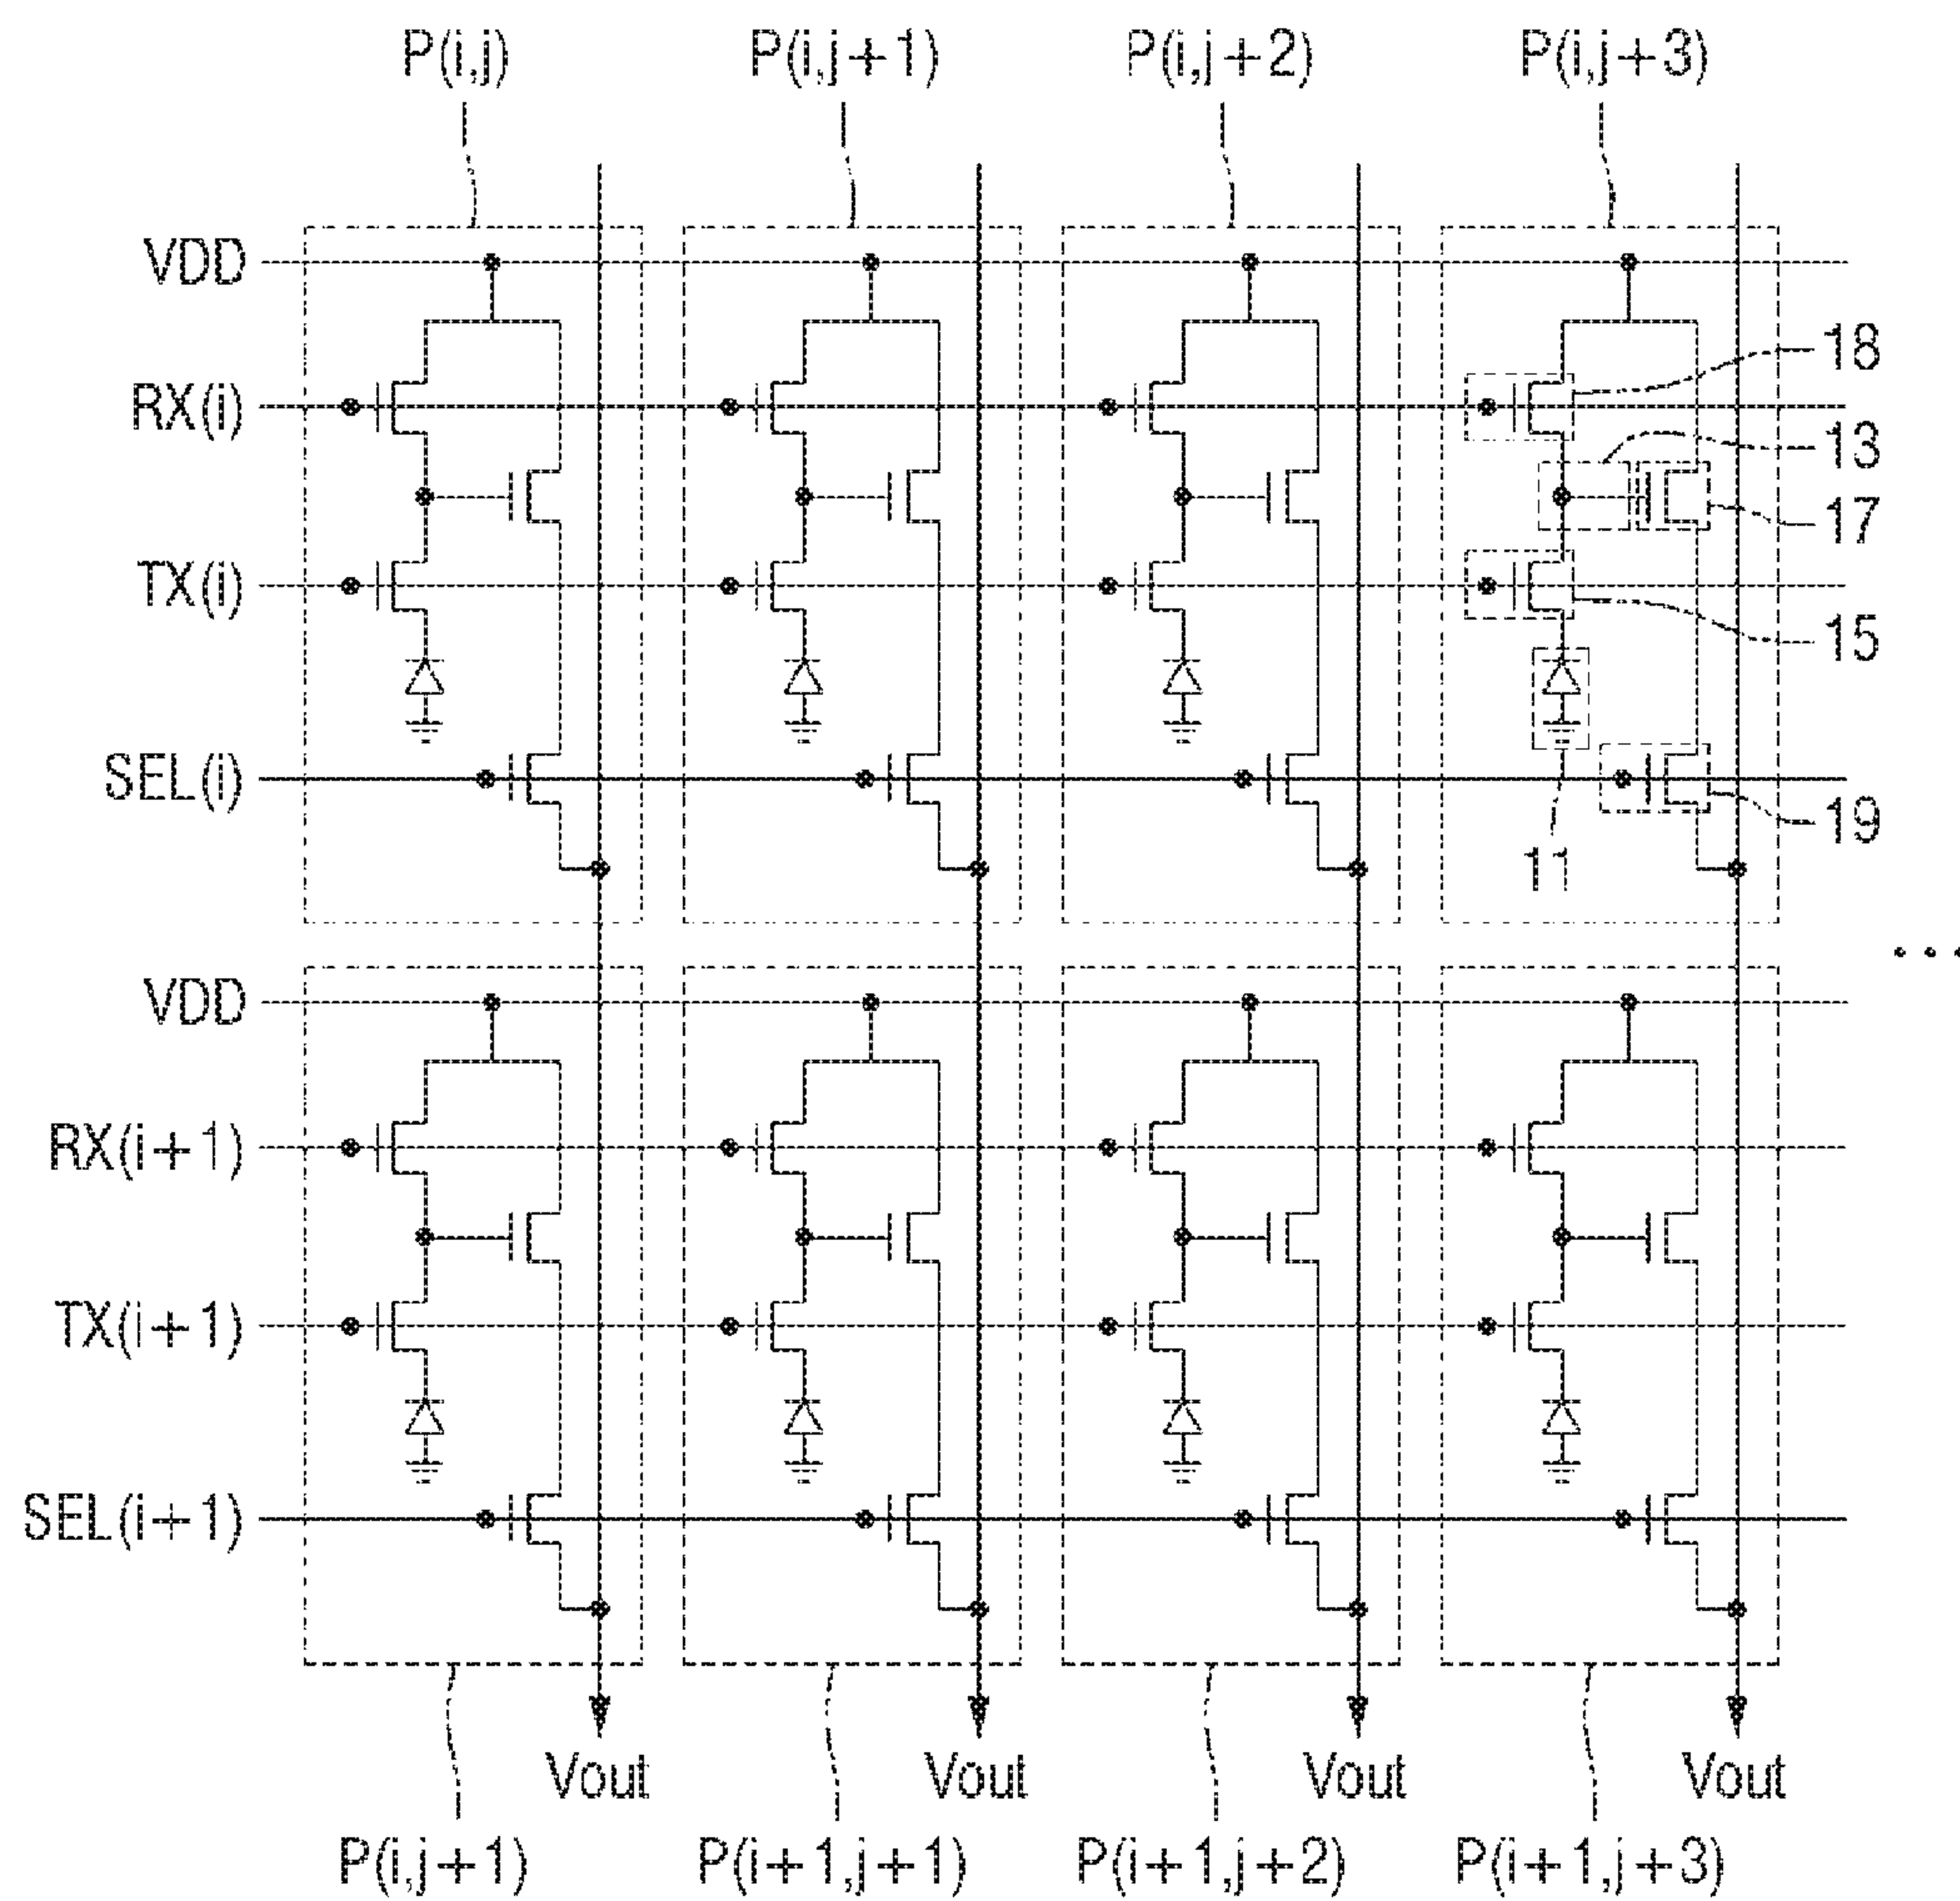 P(i,j) P(i,j+1) P(i,j+2) P(i,j+3)
VDD
18
RX(i)
13
17
TX(i)
15
SEL(i)
19
11
...
VDD
RX(i+1)
TX(i+1)
SEL(i+1)
Vout Vout Vout Vout
P(i,j+1) P(i+1,j+1) P(i+1,j+2) P(i+1,j+3)